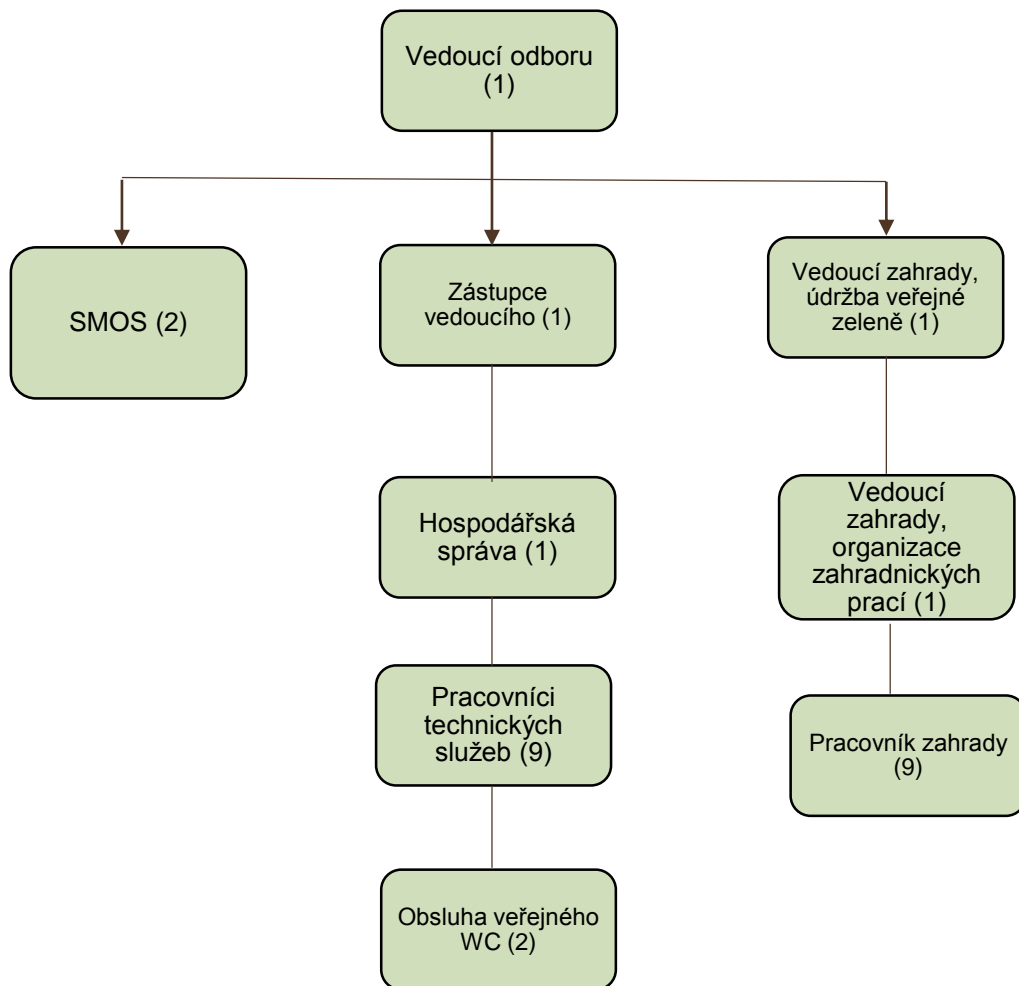 Vedoucí odboru
(1)
SMOS (2)
Zástupce
vedoucího (1)
Vedoucí zahrady,
údržba veřejné
zeleně (1)
Hospodářská
správa (1)
Vedoucí
zahrady,
organizace
zahradnických
prací (1)
Pracovníci
technických
služeb (9)
Pracovník zahrady
(9)
Obsluha veřejného
WC (2)